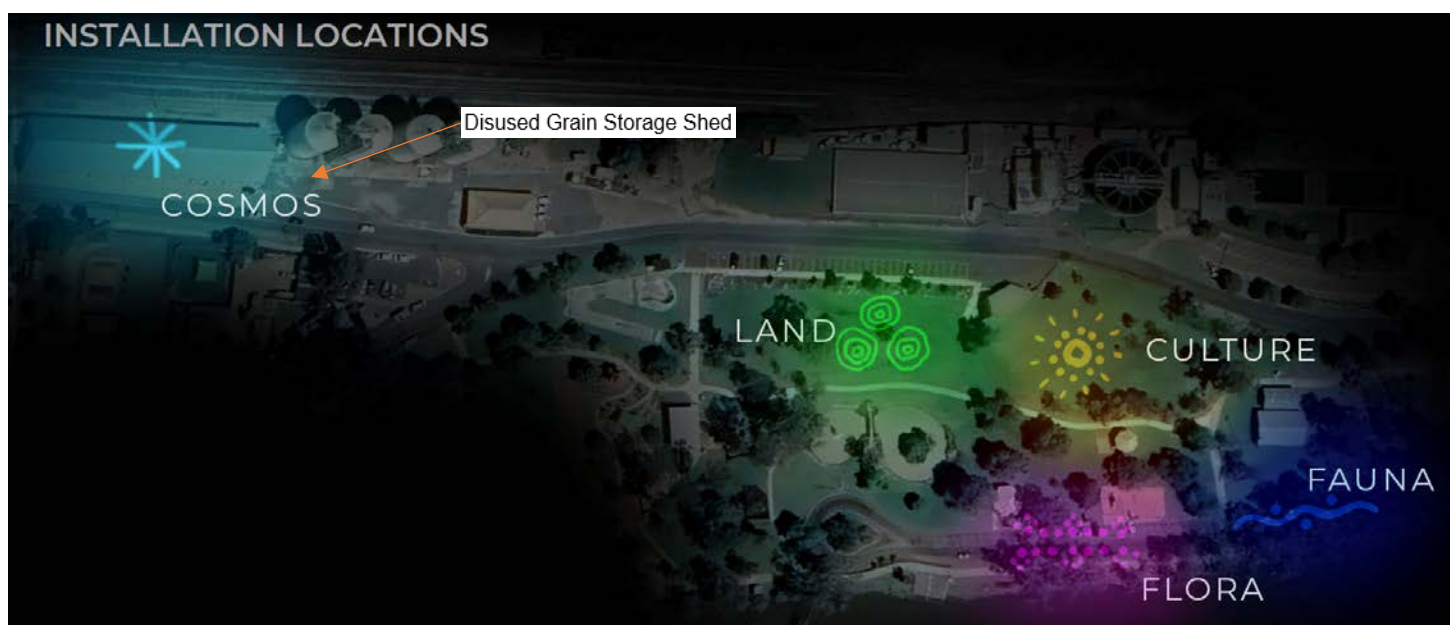 INSTALLATION LOCATIONS
Disused Grain Storage Shed
COSMOS
LAND
CULTURE
FAUNA
FLORA